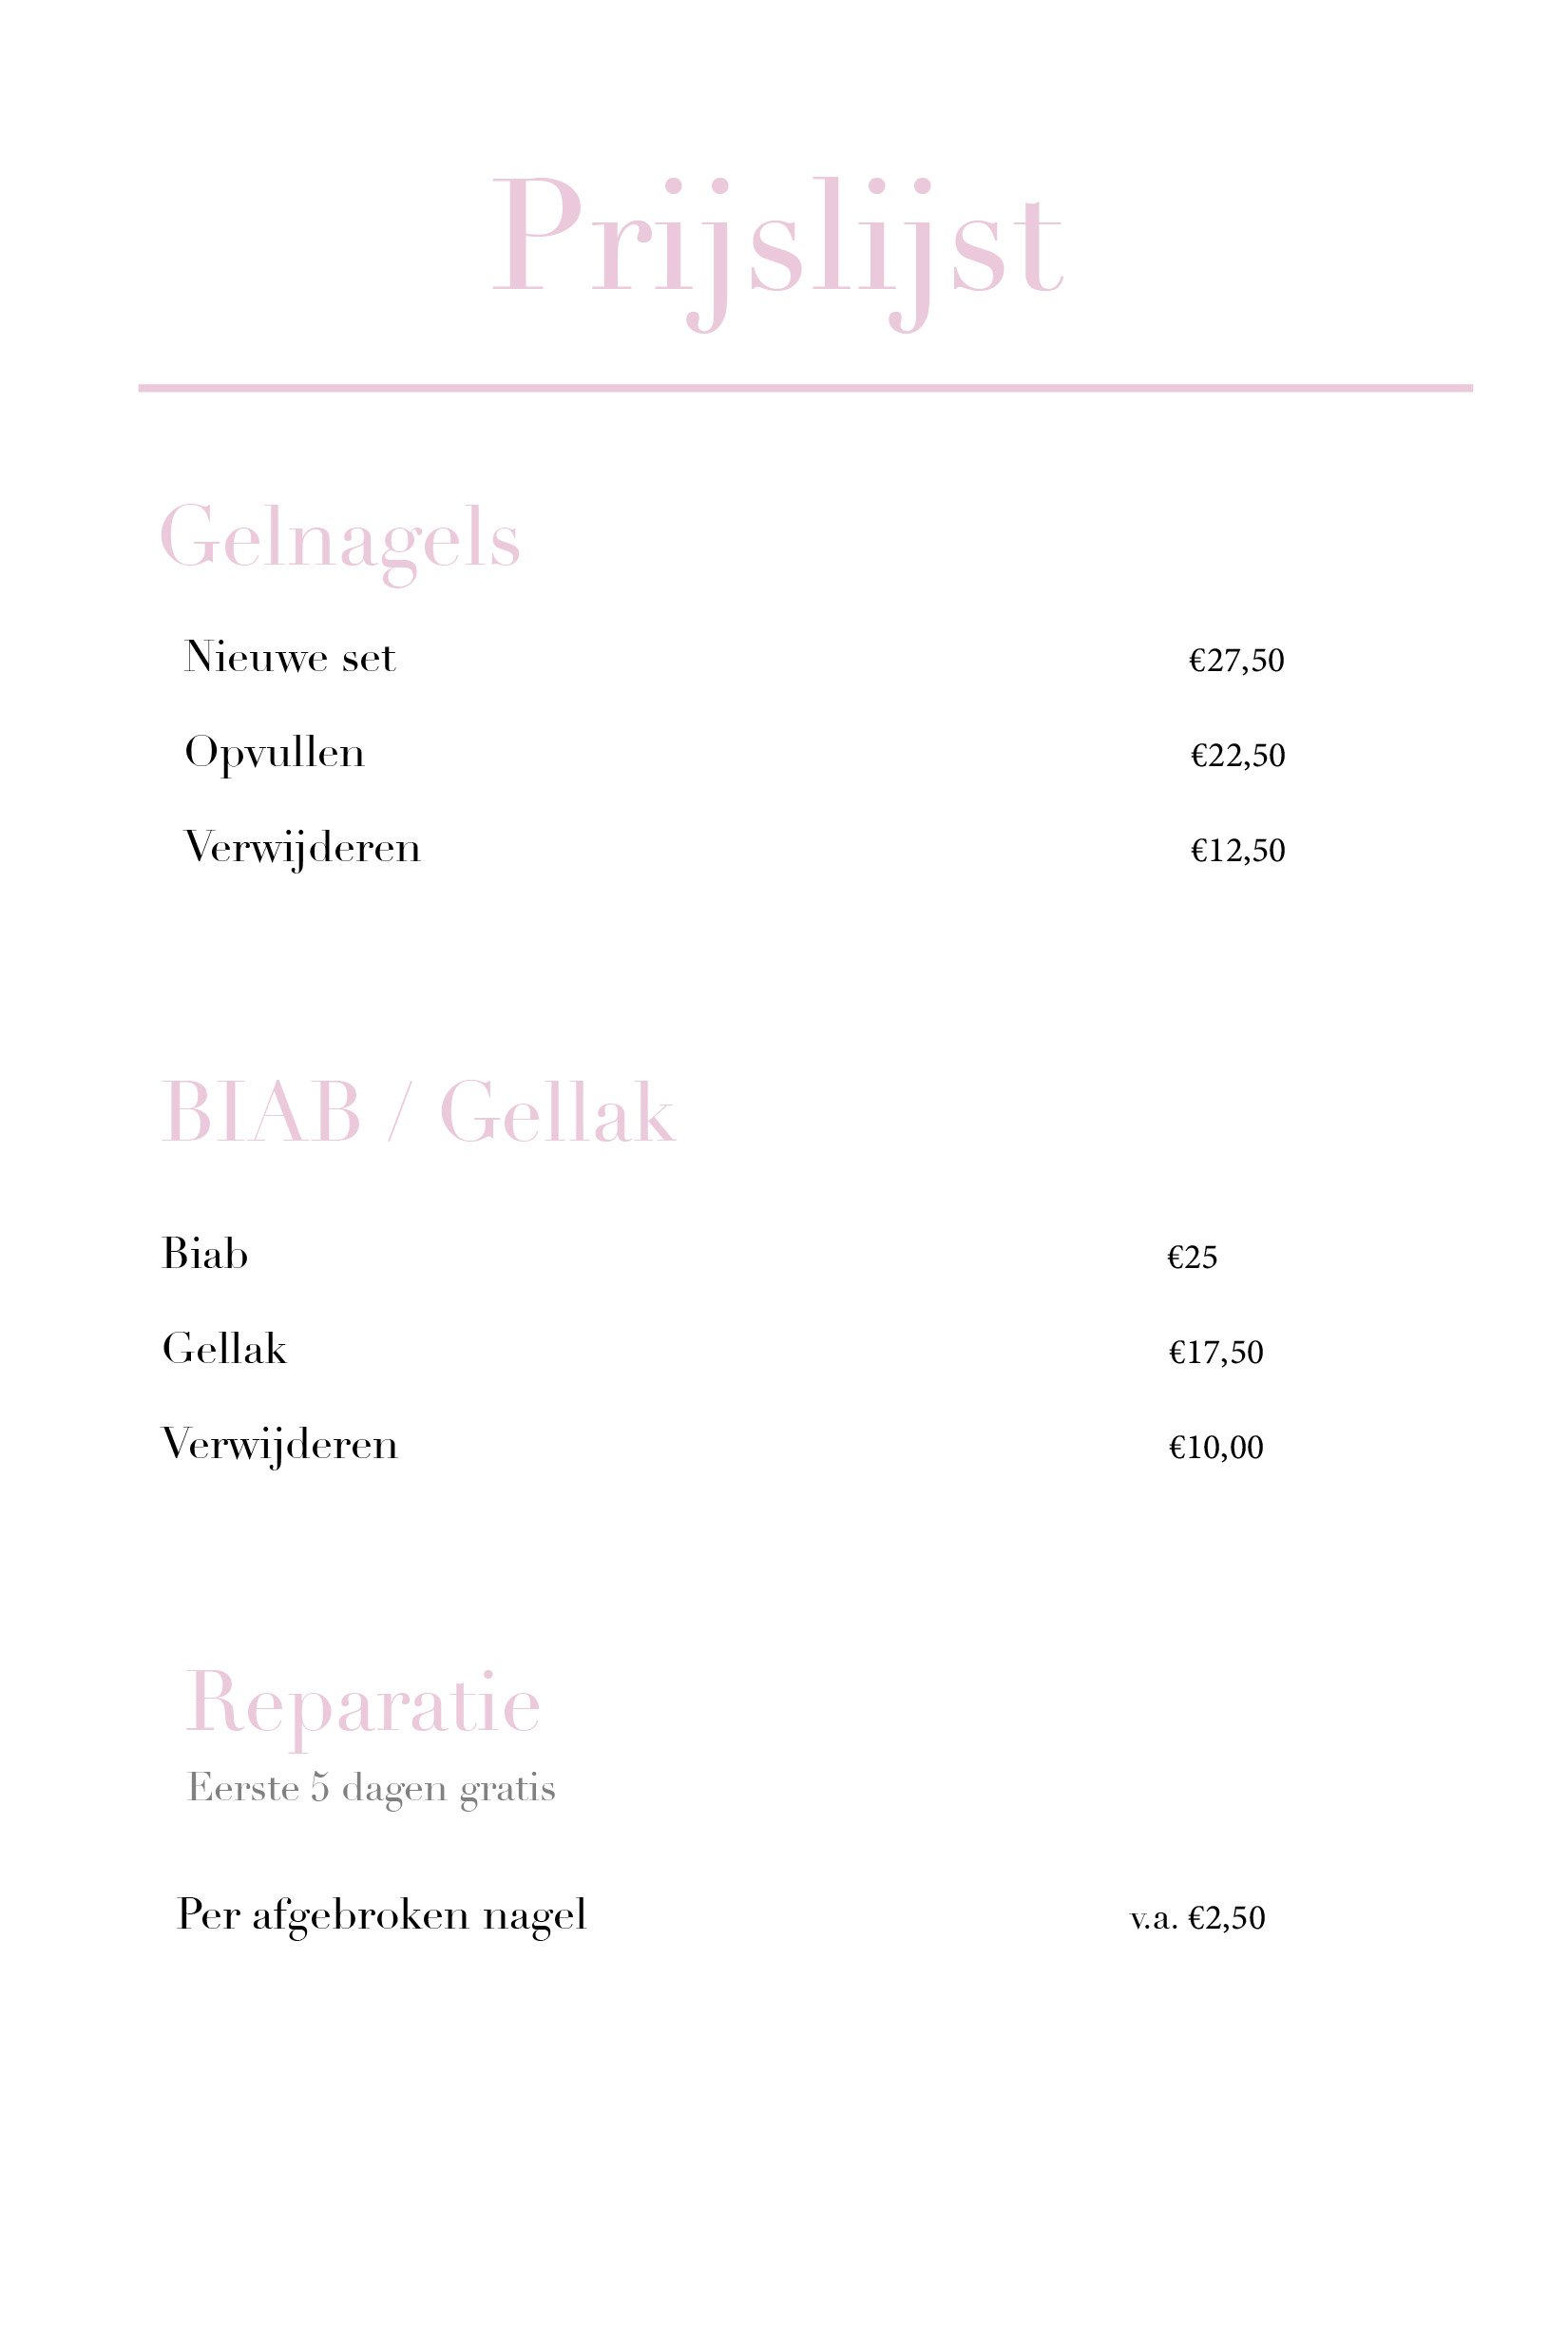 Prijslijst
Gelnagels
Nieuwe set €27,50
Opvullen €22,50
Verwijderen €12,50
BIAB / Gellak
Biab €25
Gellak €17,50
Verwijderen €10,00
Reparatie
Eerste 5 dagen gratis
Per afgebroken nagel v.a. €2,50